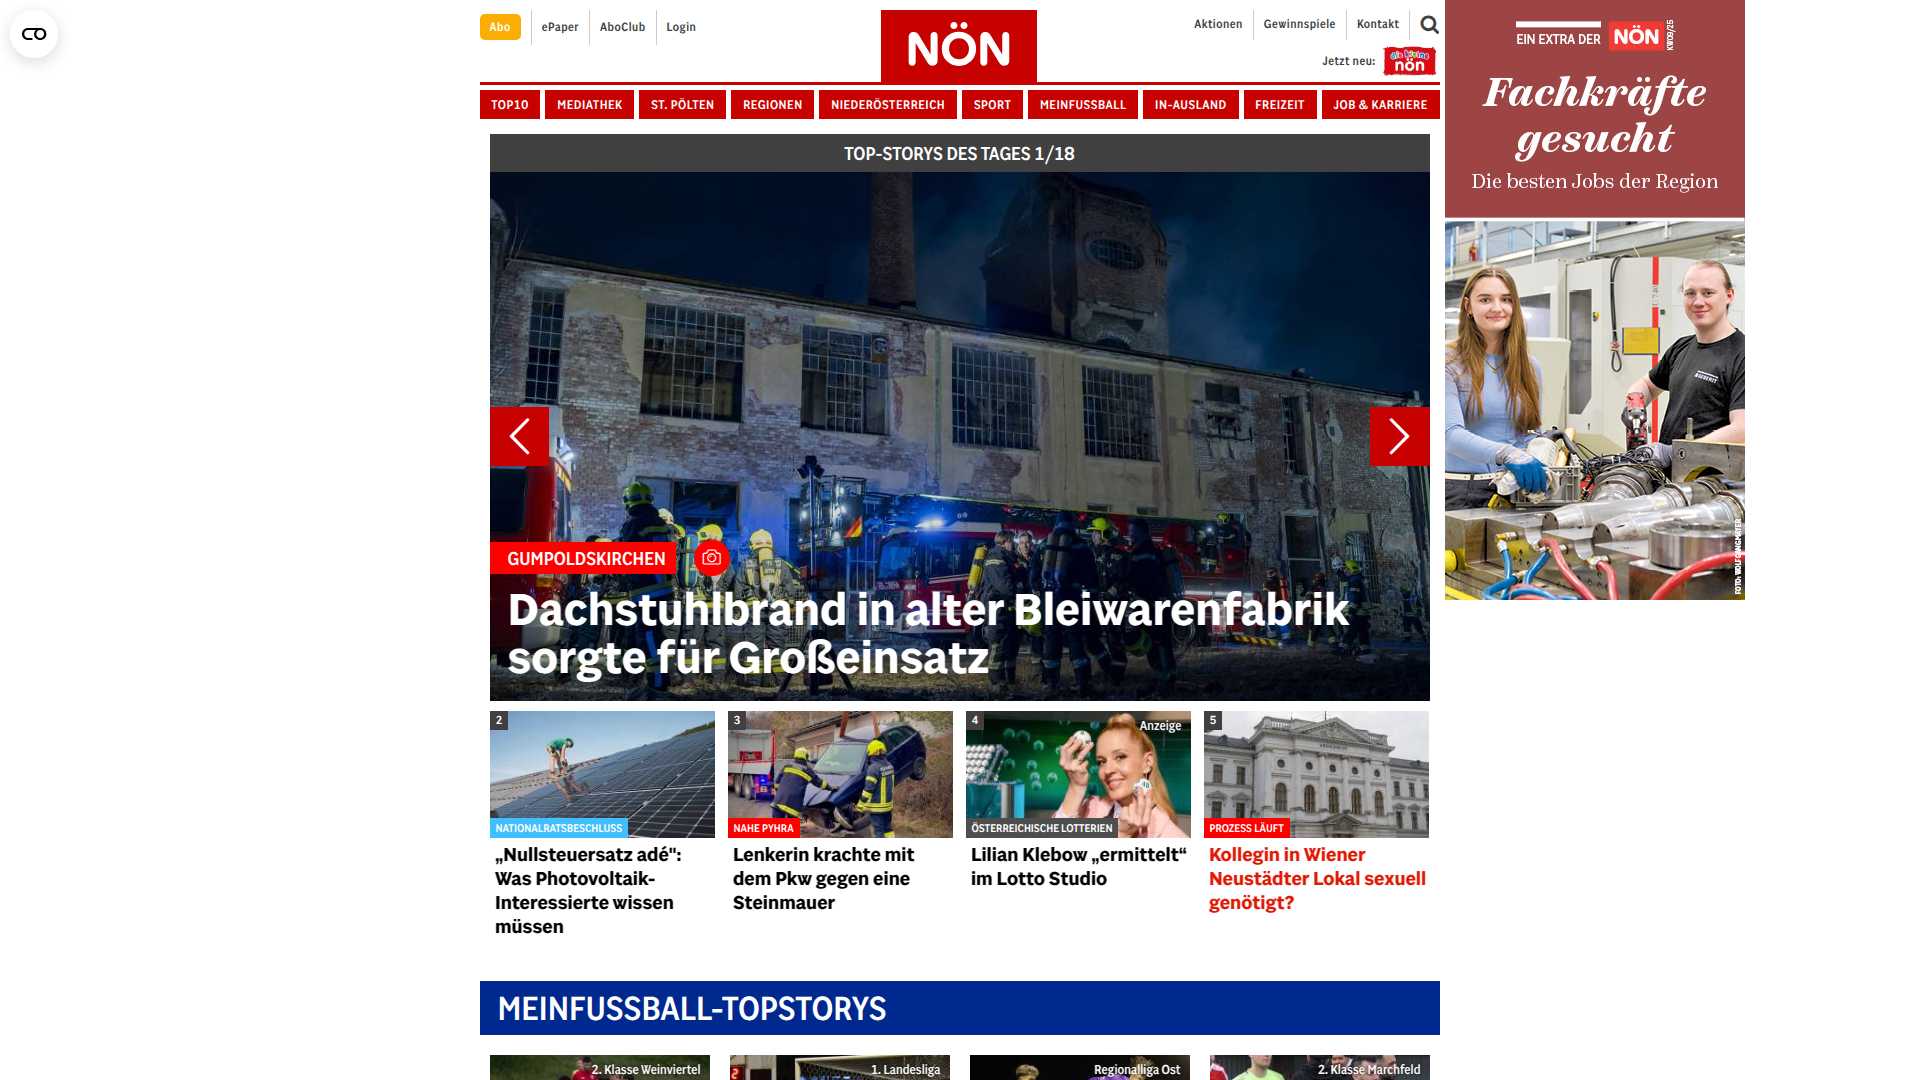 Abo
ePaper
AboClub
Login
NÖN
Aktionen
Gewinnspiele
Kontakt
Jetzt neu:
die kleine
nön
TOP10
MEDIATHEK
ST. PÖLTEN
REGIONEN
NIEDERÖSTERREICH
SPORT
MEINFUSSBALL
IN-AUSLAND
FREIZEIT
JOB & KARRIERE
EIN EXTRA DER NÖN
KW09/25
Fachkräfte
gesucht
Die besten Jobs der Region
TOP-STORYS DES TAGES 1/18
GUMPOLDSKIRCHEN
Dachstuhlbrand in alter Bleiwarenfabrik
sorgte für Großeinsatz
2
NATIONALRATSBESCHLUSS
„Nullsteuersatz adé":
Was Photovoltaik-
Interessierte wissen
müssen
3
NAHE PYHRA
Lenkerin krachte mit
dem Pkw gegen eine
Steinmauer
4
Anzeige
ÖSTERREICHISCHE LOTTERIEN
Lilian Klebow „ermittelt“
im Lotto Studio
5
PROZESS LÄUFT
Kollegin in Wiener
Neustädter Lokal sexuell
genötigt?
MEINFUSSBALL-TOPSTORYS
2. Klasse Weinviertel
1. Landesliga
Regionalliga Ost
2. Klasse Marchfeld